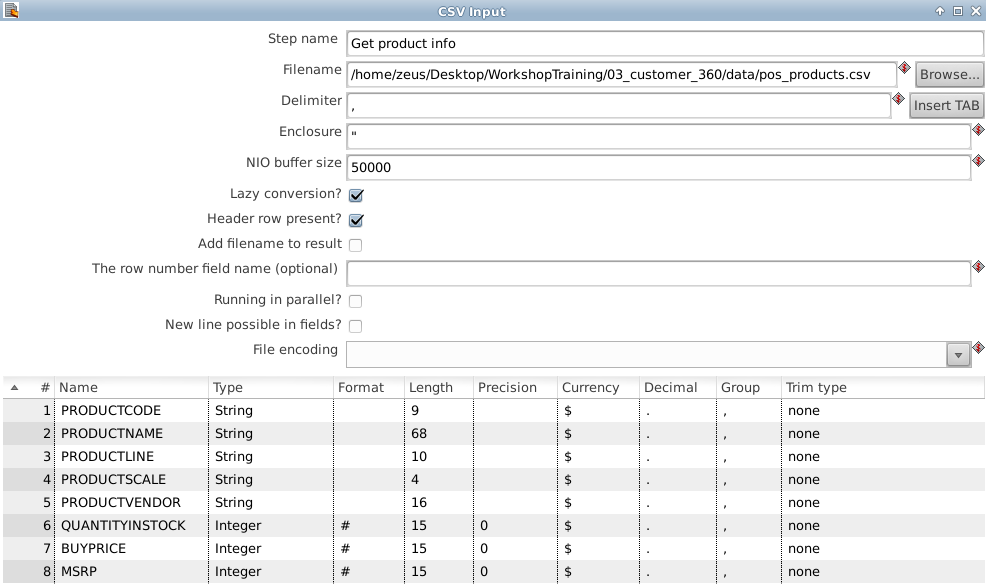 CSV Input
Step name Get product info
Filename /home/zeus/Desktop/WorkshopTraining/03_customer_360/data/pos_products.csv Browse...
Delimiter , Insert TAB
Enclosure "
NIO buffer size 50000
Lazy conversion?
Header row present?
Add filename to result
The row number field name (optional)
Running in parallel?
New line possible in fields?
File encoding
# Name Type Format Length Precision Currency Decimal Group Trim type
1 PRODUCTCODE String 9 $ . , none
2 PRODUCTNAME String 68 $ . , none
3 PRODUCTLINE String 10 $ . , none
4 PRODUCTSCALE String 4 $ . , none
5 PRODUCTVENDOR String 16 $ . , none
6 QUANTITYINSTOCK Integer # 15 0 $ . , none
7 BUYPRICE Integer # 15 0 $ . , none
8 MSRP Integer # 15 0 $ . , none